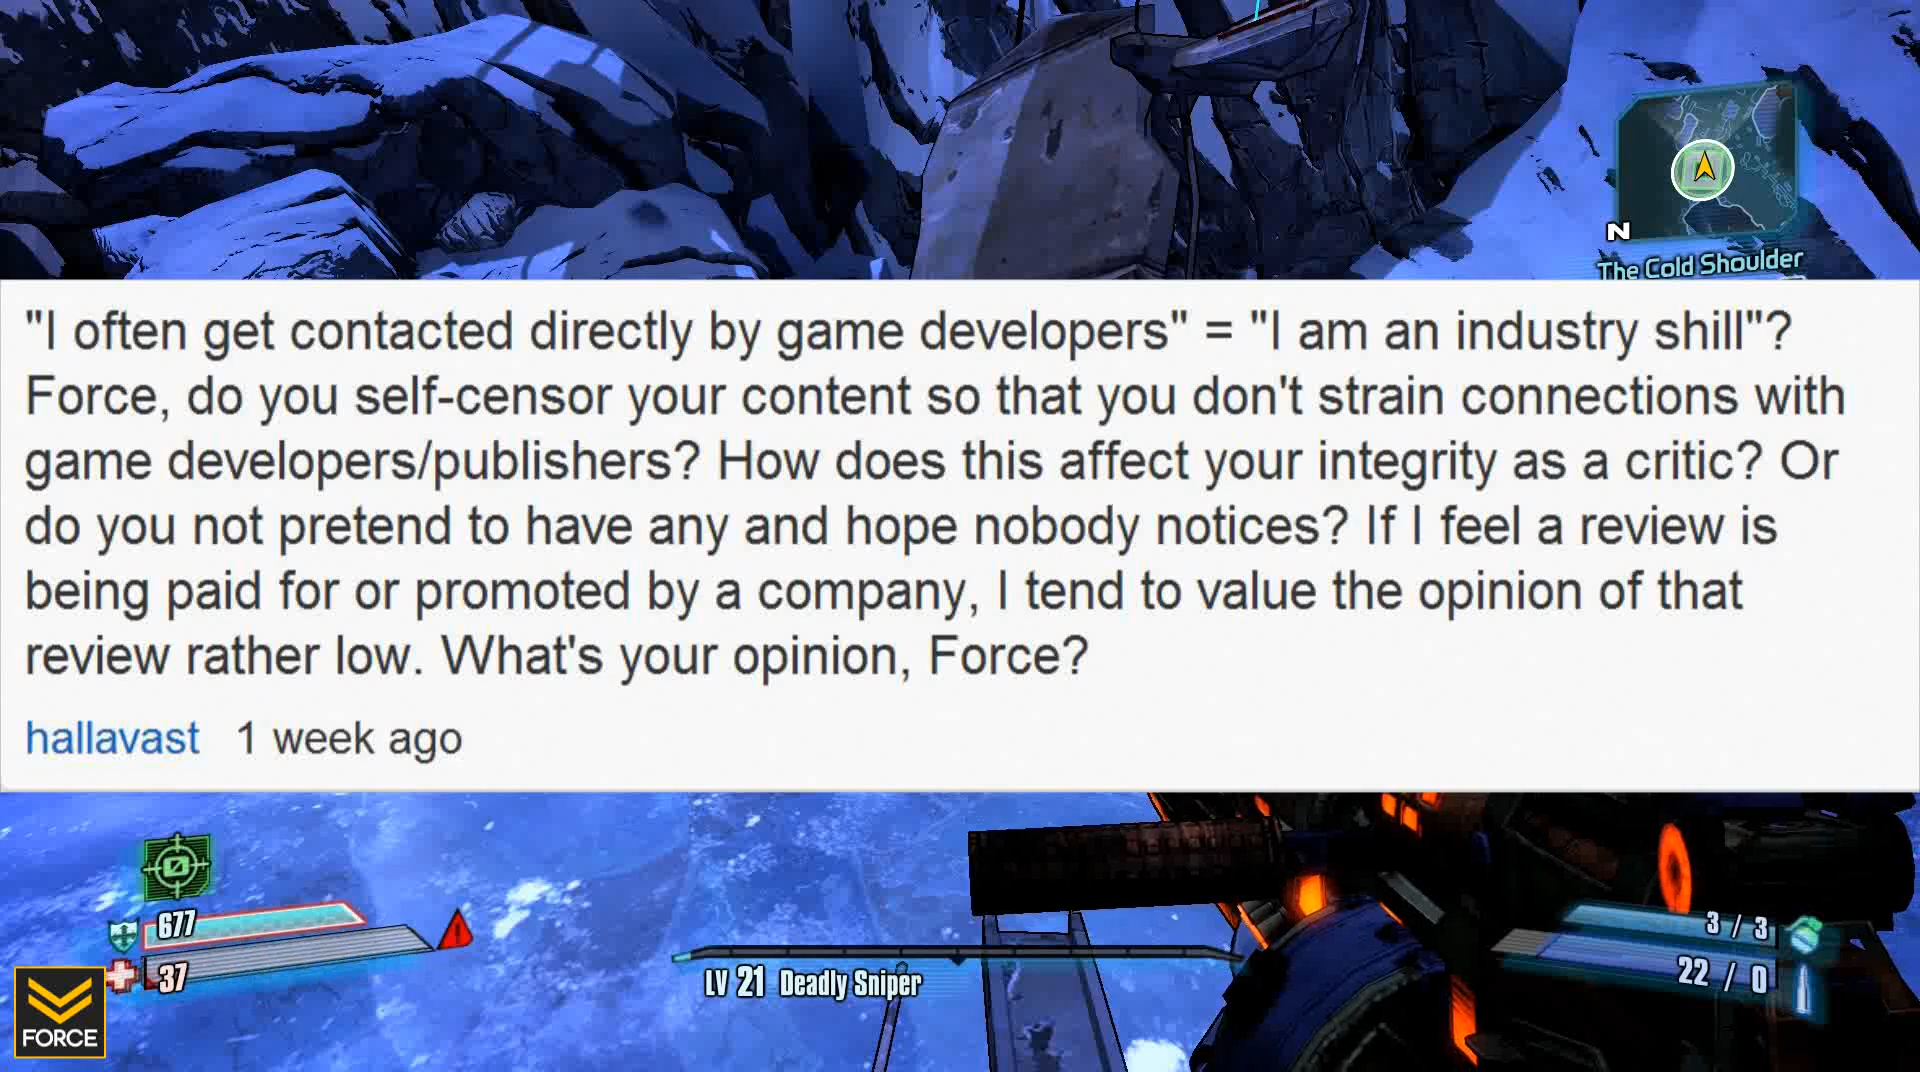 N
The Cold Shoulder
"I often get contacted directly by game developers" = "I am an industry shill"?
Force, do you self-censor your content so that you don't strain connections with
game developers/publishers? How does this affect your integrity as a critic? Or
do you not pretend to have any and hope nobody notices? If I feel a review is
being paid for or promoted by a company, I tend to value the opinion of that
review rather low. What's your opinion, Force?
hallavast 1 week ago
677
37
LV 21 Deadly Sniper
3 / 3
22 / 0
FORCE